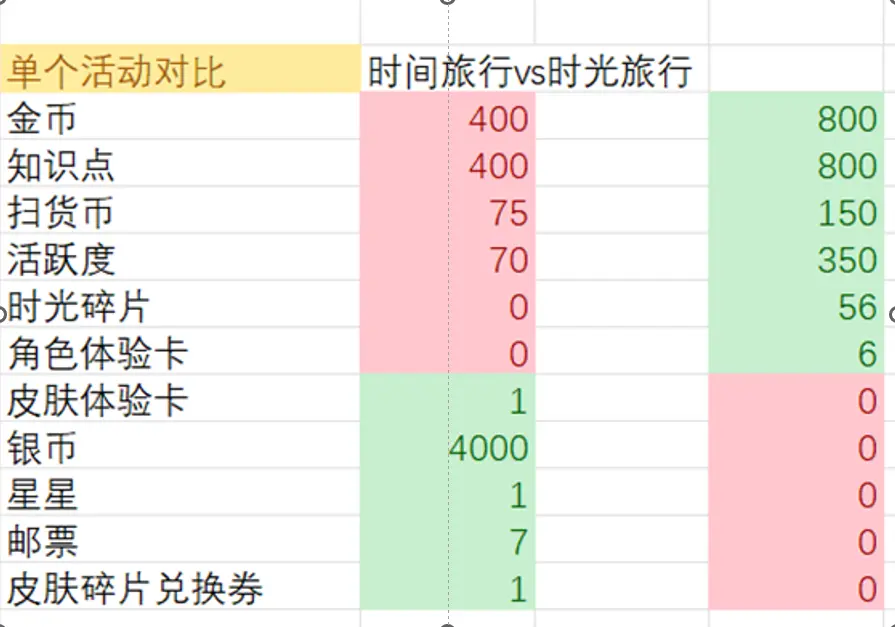 单个活动对比 时间旅行vs时光旅行
金币 400 800
知识点 400 800
扫货币 75 150
活跃度 70 350
时光碎片 0 56
角色体验卡 0 6
皮肤体验卡 1 0
银币 4000 0
星星 1 0
邮票 7 0
皮肤碎片兑换券 1 0